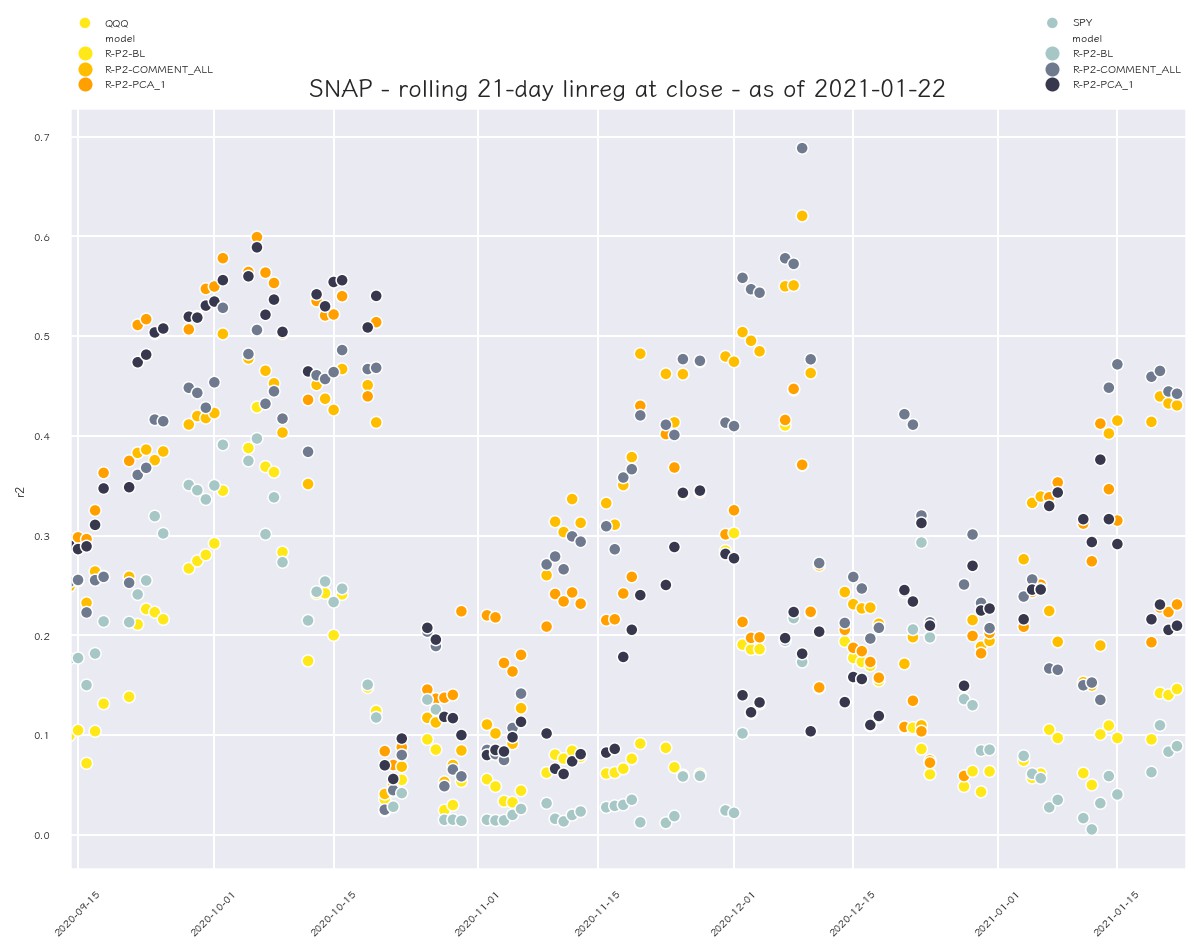 QQQ
model
R-P2-BL
R-P2-COMMENT_ALL
R-P2-PCA_1
SPY
model
R-P2-BL
R-P2-COMMENT_ALL
R-P2-PCA_1
SNAP - rolling 21-day linreg at close - as of 2021-01-22
0.7
0.6
0.5
0.4
0.3
0.2
0.1
0.0
r2
2020-09-15
2020-10-01
2020-10-15
2020-11-01
2020-11-15
2020-12-01
2020-12-15
2021-01-01
2021-01-15